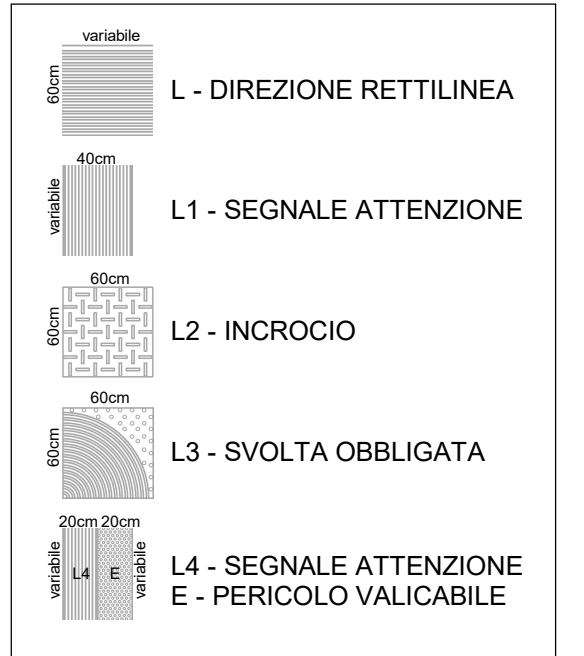 variabile
60cm
L - DIREZIONE RETTILINEA
40cm
variabile
L1 - SEGNALE ATTENZIONE
60cm
60cm
L2 - INCROCIO
60cm
60cm
L3 - SVOLTA OBBLIGATA
20cm 20cm
variabile
L4
E
variabile
L4 - SEGNALE ATTENZIONE
E - PERICOLO VALICABILE